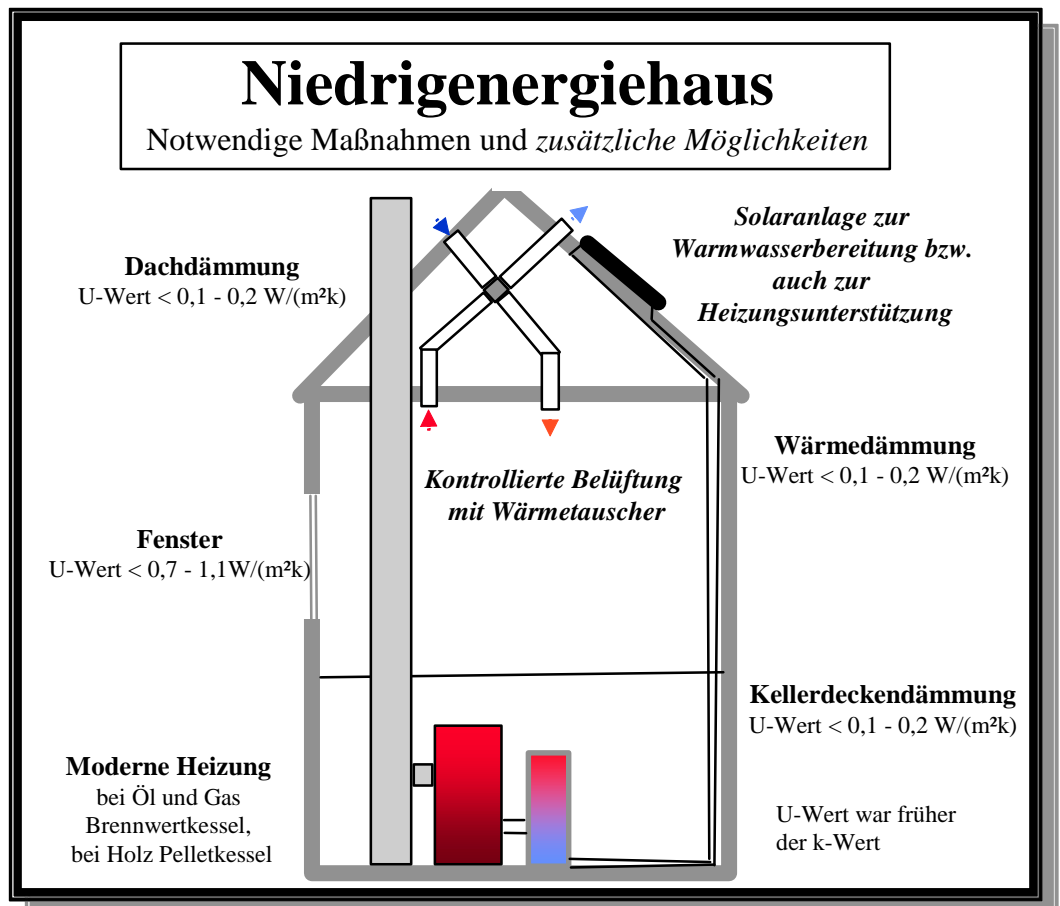 Niedrigenergiehaus
Notwendige Maßnahmen und zusätzliche Möglichkeiten
Dachdämmung
U-Wert < 0,1 - 0,2 W/(m²k)
Solaranlage zur
Warmwasserbereitung bzw.
auch zur
Heizungsunterstützung
Kontrollierte Belüftung
mit Wärmetauscher
Wärmedämmung
U-Wert < 0,1 - 0,2 W/(m²k)
Fenster
U-Wert < 0,7 - 1,1W/(m²k)
Kellerdeckendämmung
U-Wert < 0,1 - 0,2 W/(m²k)
Moderne Heizung
bei Öl und Gas
Brennwertkessel,
bei Holz Pelletkessel
U-Wert war früher
der k-Wert